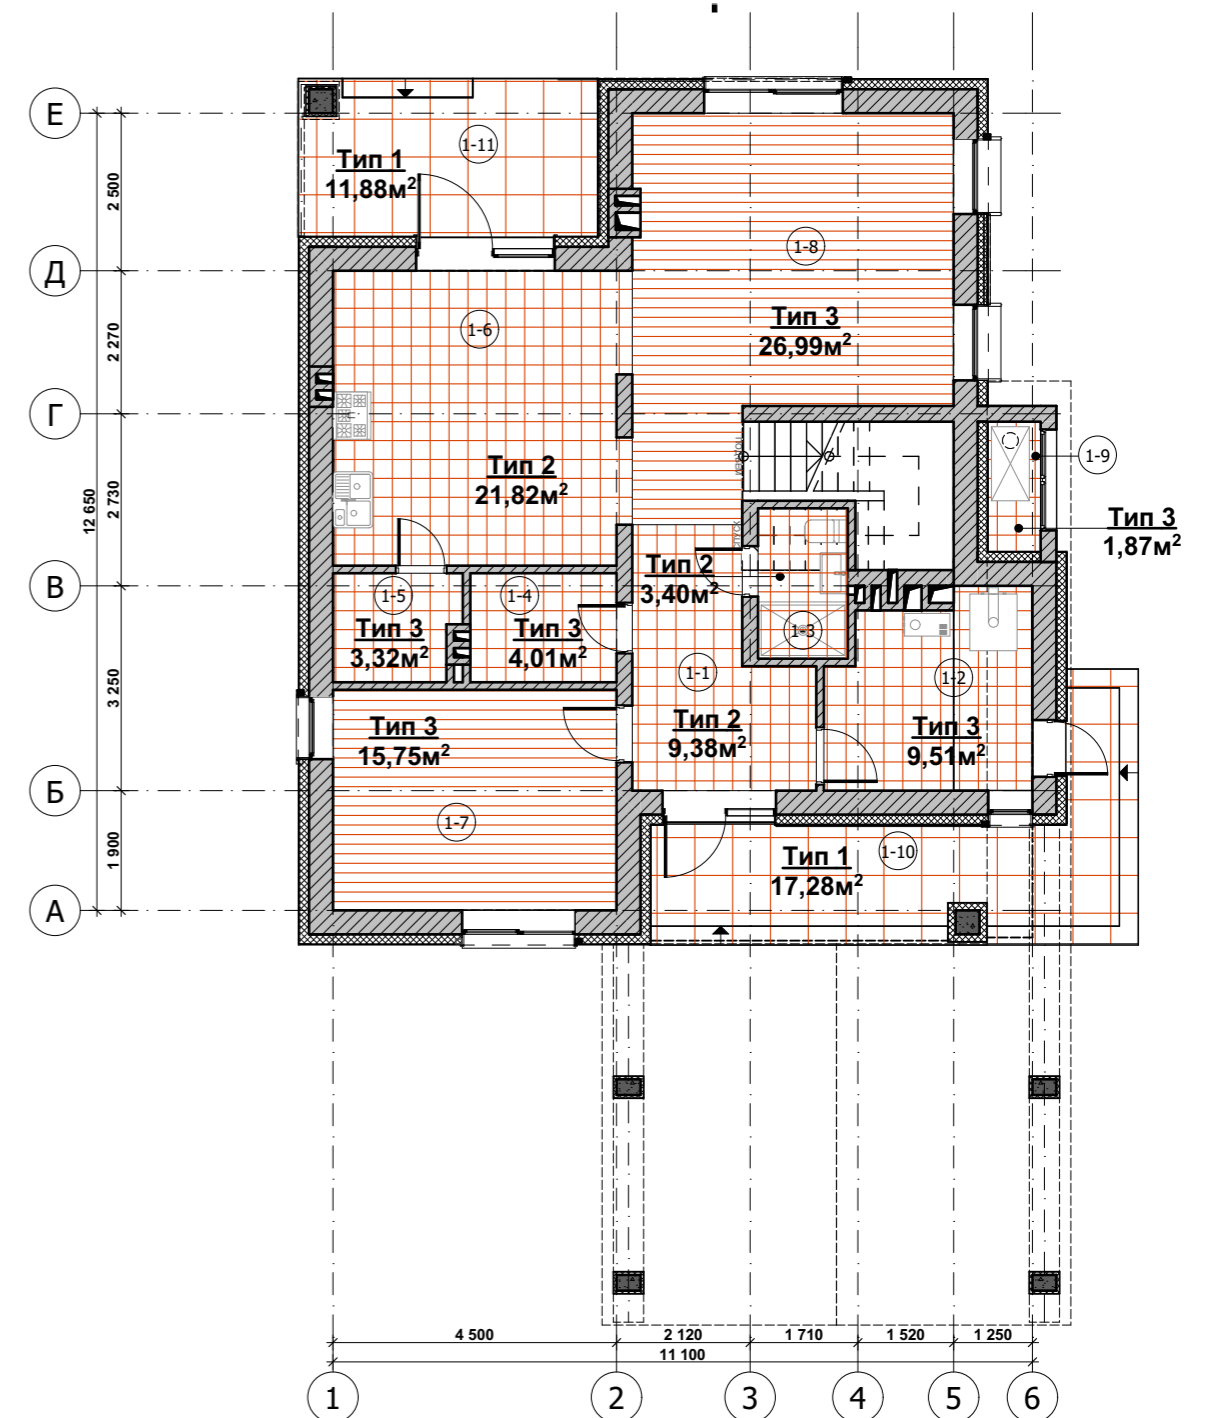 Е
1-11
Тип 1
11,88м²
2 500
1-8
Д
1-6
Тип 3
26,99м²
2 270
Г
1-9
Тип 2
21,82м²
12 650
2 730
Тип 3
1,87м²
Тип 2
3,40м²
В
1-5
1-4
Тип 3
3,32м²
Тип 3
4,01м²
1-3
3 250
1-1
1-2
Тип 3
15,75м²
Тип 2
9,38м²
Тип 3
9,51м²
Б
1-7
1 900
Тип 1
17,28м²
1-10
А
4 500
2 120
1 710
1 520
1 250
11 100
1
2
3
4
5
6